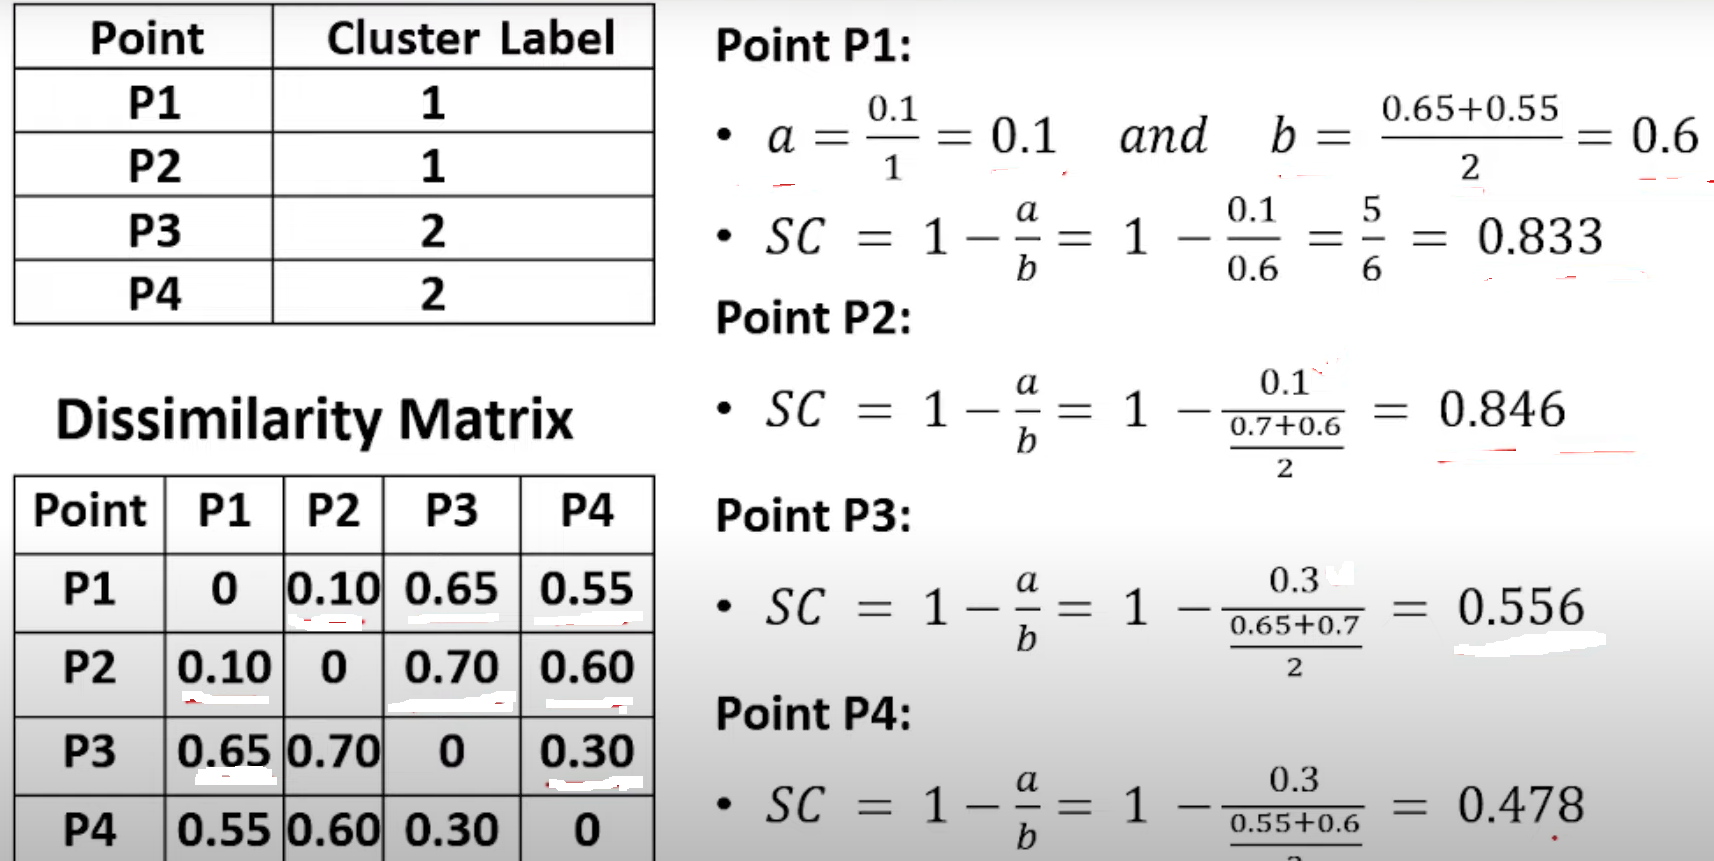 Point Cluster Label
P1 1
P2 1
P3 2
P4 2
Dissimilarity Matrix
Point P1 P2 P3 P4
P1 0 0.10 0.65 0.55
P2 0.10 0 0.70 0.60
P3 0.65 0.70 0 0.30
P4 0.55 0.60 0.30 0
Point P1:
• a = 0.1/1 = 0.1 and b = (0.65+0.55)/2 = 0.6
• SC = 1 − a/b = 1 − 0.1/0.6 = 5/6 = 0.833
Point P2:
• SC = 1 − a/b = 1 − 0.1/((0.7+0.6)/2) = 0.846
Point P3:
• SC = 1 − a/b = 1 − 0.3/((0.65+0.7)/2) = 0.556
Point P4:
• SC = 1 − a/b = 1 − 0.3/(0.55+0.6) = 0.478